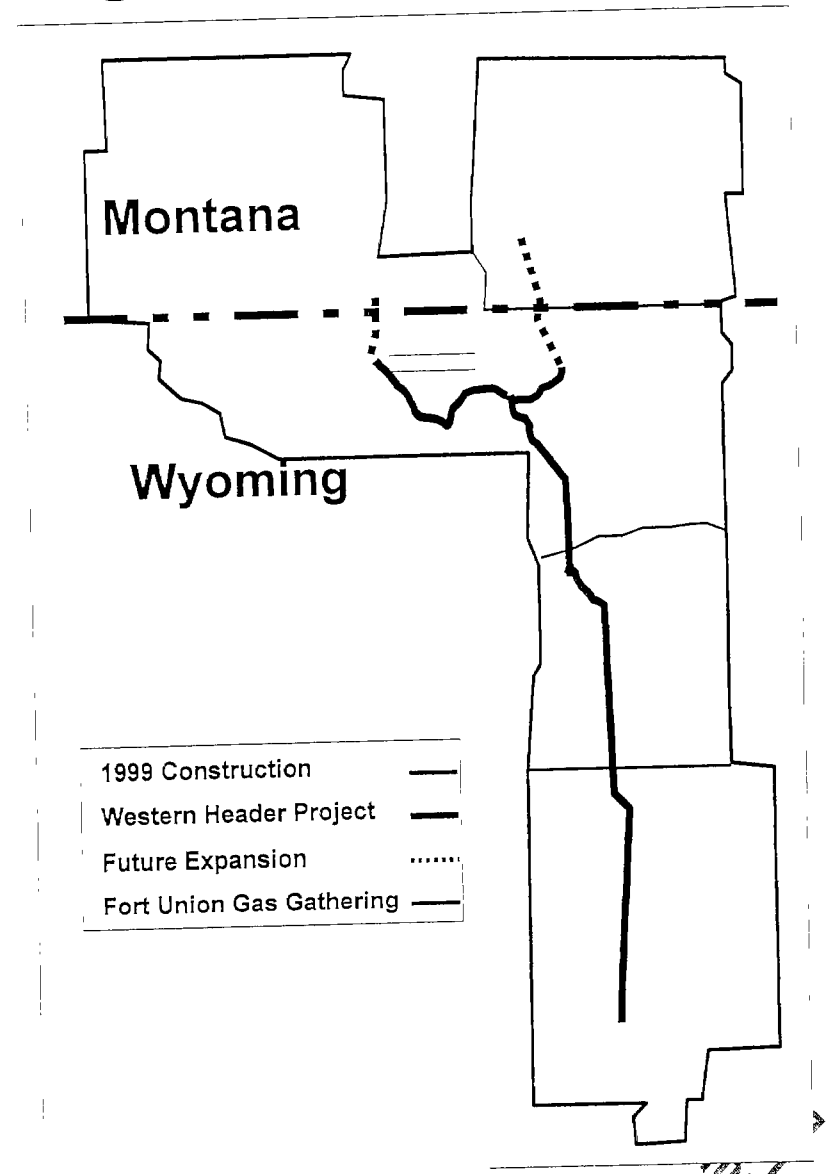 Montana
Wyoming
1999 Construction
Western Header Project
Future Expansion
Fort Union Gas Gathering